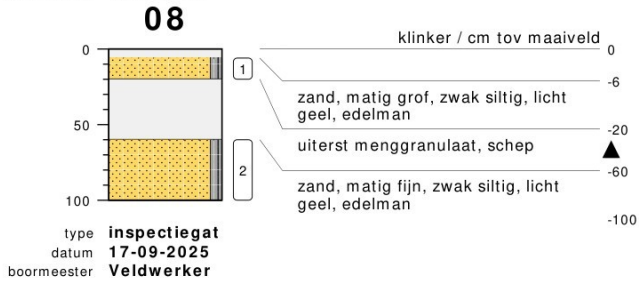 08
klinker / cm tov maaiveld
0
0
1
-6
zand, matig grof, zwak siltig, licht
geel, edelman
-20
50
uiterst menggranulaat, schep
-60
2
zand, matig fijn, zwak siltig, licht
geel, edelman
100
-100
type inspectiegat
datum 17-09-2025
boormeester Veldwerker